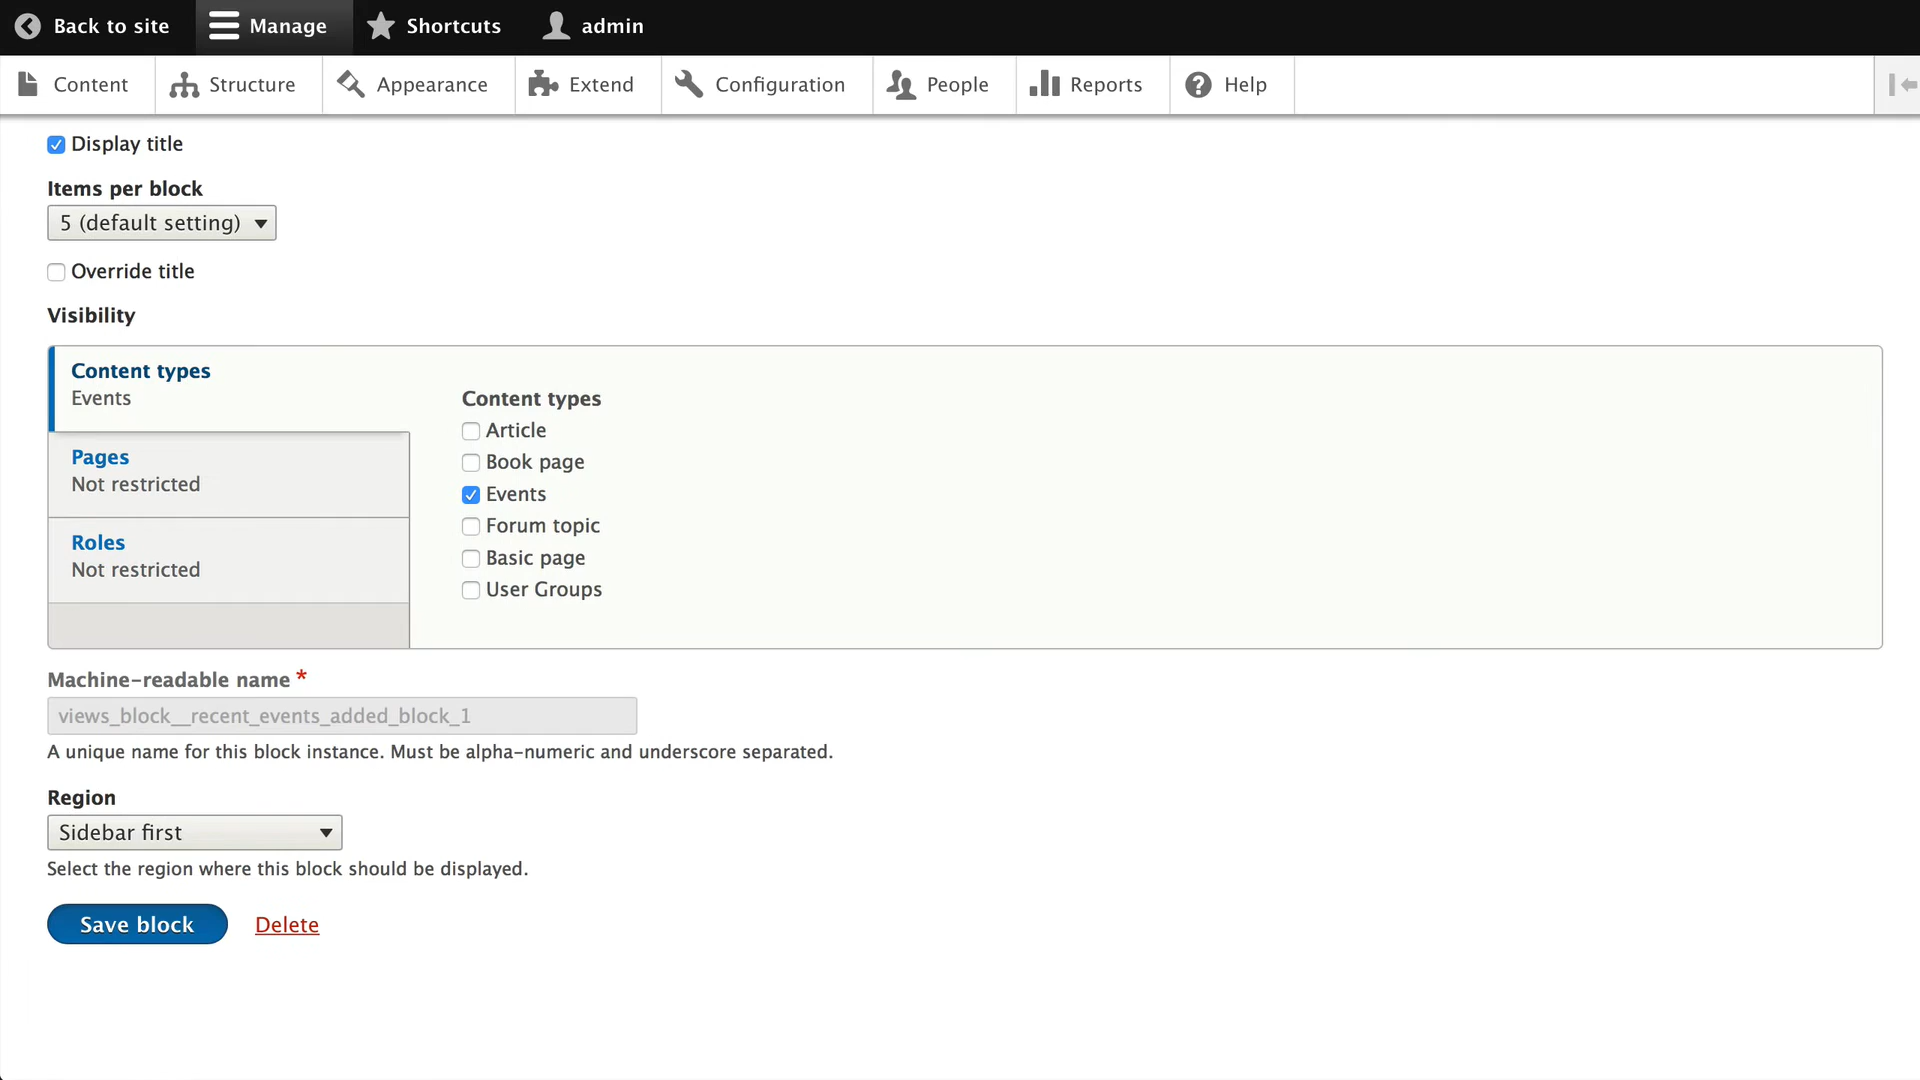 Back to site
Manage
Shortcuts
admin
Content
Structure
Appearance
Extend
Configuration
People
Reports
Help
Display title
Items per block
5 (default setting)
Override title
Visibility
Content types
Events
Pages
Not restricted
Roles
Not restricted
Content types
Article
Book page
Events
Forum topic
Basic page
User Groups
Machine-readable name *
views_block__recent_events_added_block_1
A unique name for this block instance. Must be alpha-numeric and underscore separated.
Region
Sidebar first
Select the region where this block should be displayed.
Save block
Delete